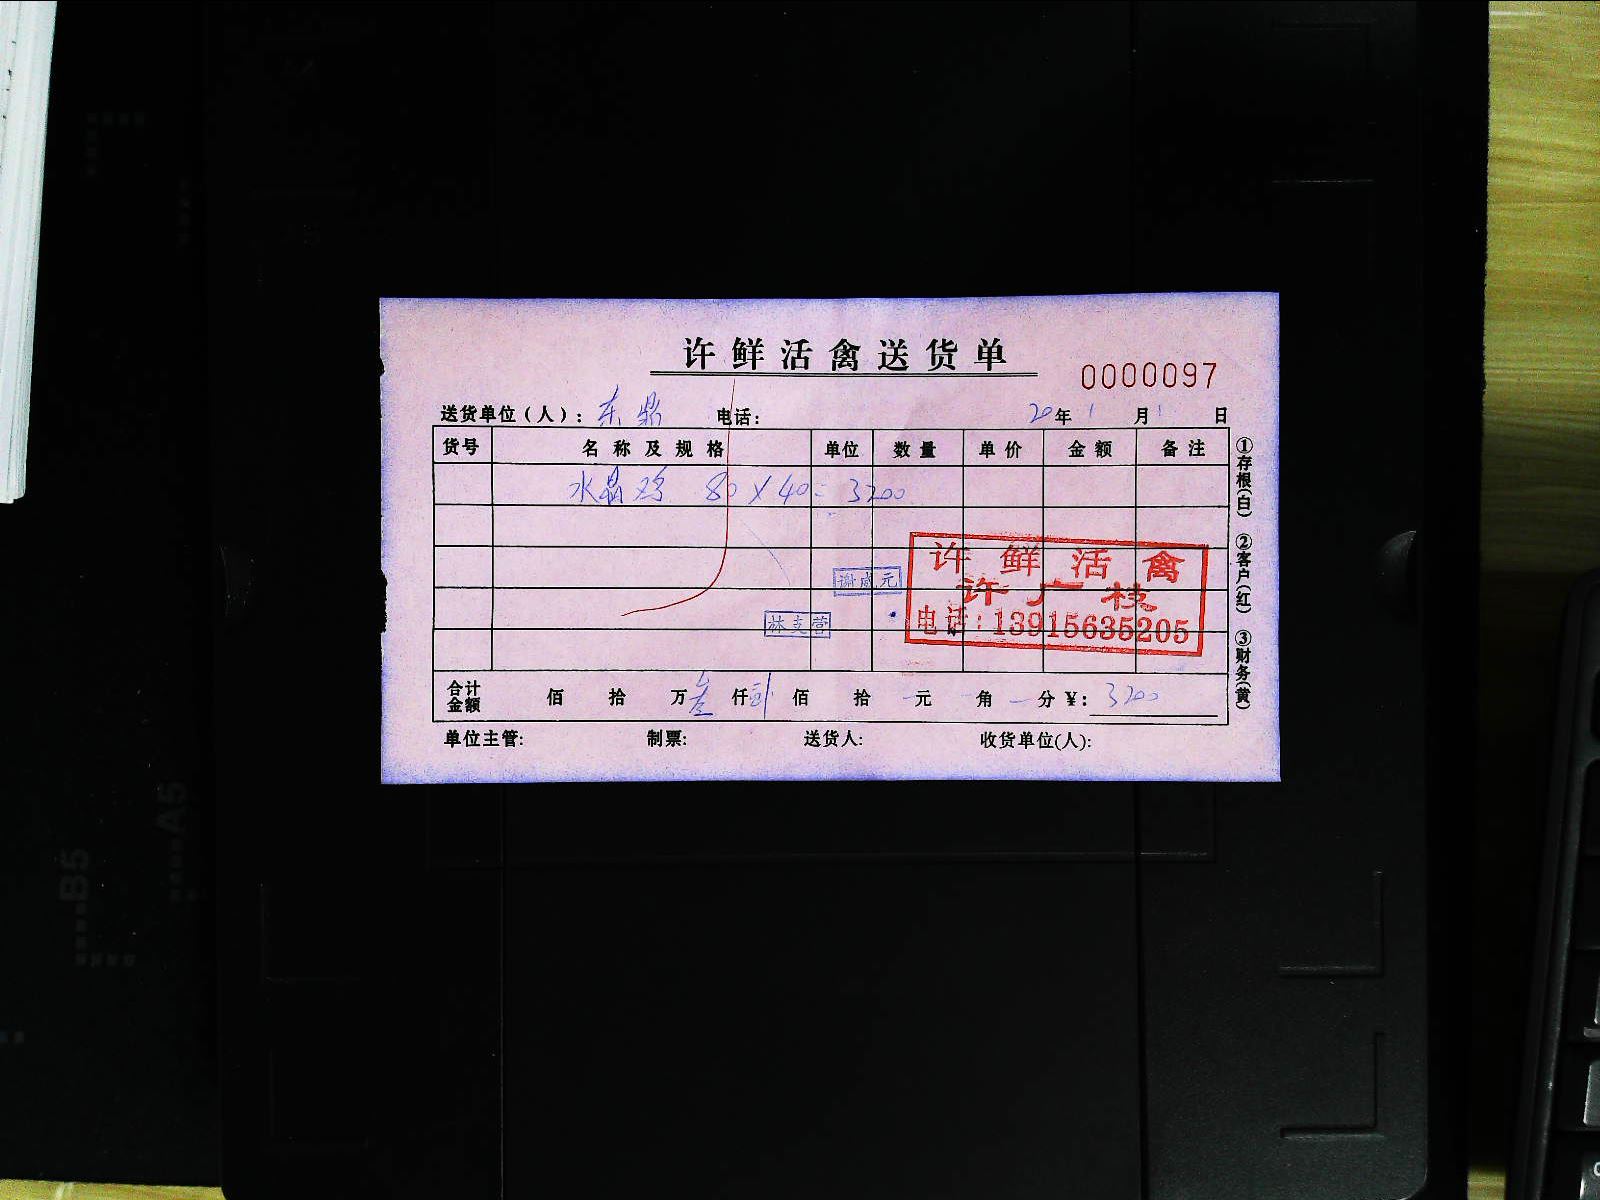 许鲜活禽送货单
0000097
送货单位(人): 东鼎 电话: 20年1月1日
货号 名称及规格 单位 数量 单价 金额 备注
水晶鸡 80×40=3200
许鲜活禽
谢成元
许广枝
林支营
电话:13915635205
合计金额 佰 拾 万叁仟贰佰 拾 元 角 分 ¥: 3200
单位主管: 制票: 送货人: 收货单位(人):
①存根(白) ②客户(红) ③财务(黄)
A5
B5